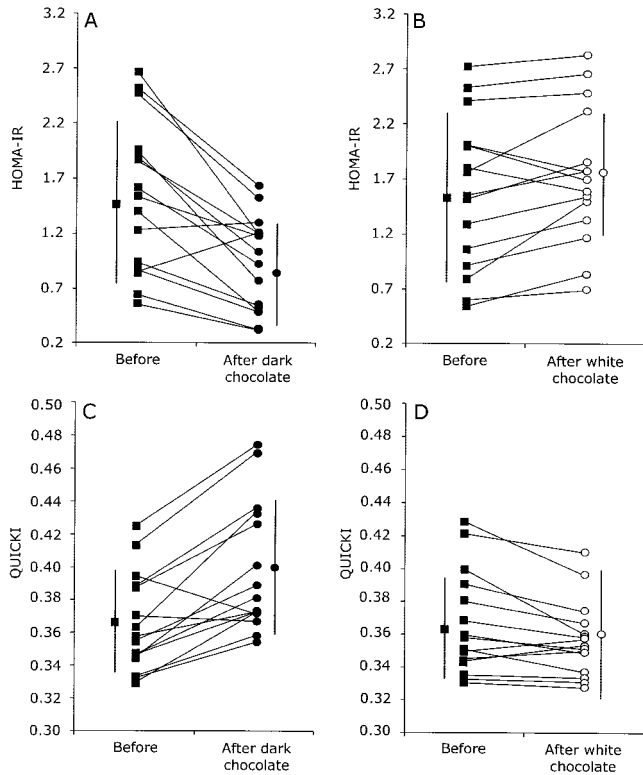 A
HOMA-IR
3.2
2.7
2.2
1.7
1.2
0.7
0.2
Before
After dark
chocolate
B
HOMA-IR
3.2
2.7
2.2
1.7
1.2
0.7
0.2
Before
After white
chocolate
C
QUICKI
0.50
0.48
0.46
0.44
0.42
0.40
0.38
0.36
0.34
0.30
Before
After dark
chocolate
D
QUICKI
0.50
0.48
0.46
0.44
0.42
0.40
0.38
0.36
0.34
0.30
Before
After white
chocolate